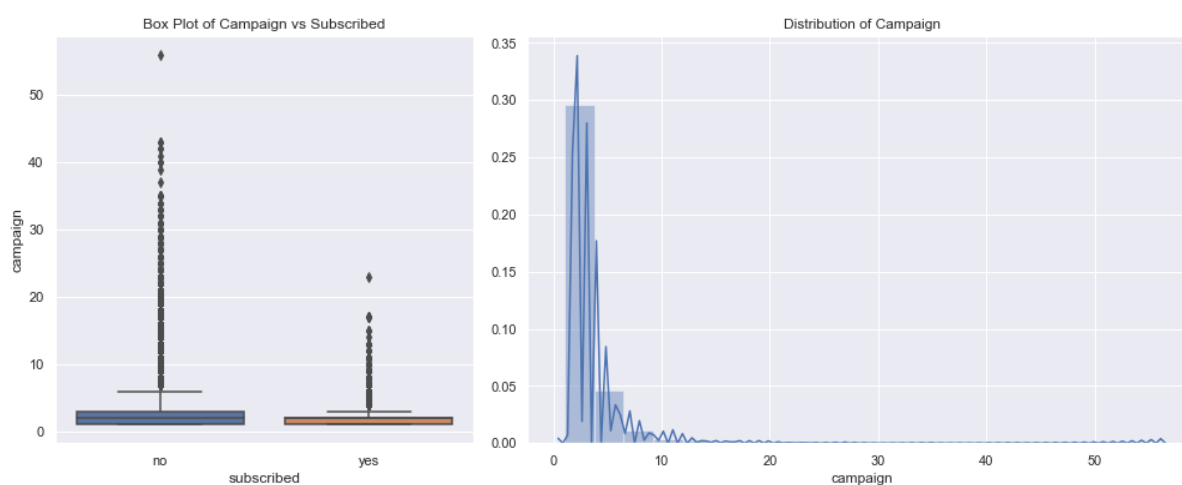 Box Plot of Campaign vs Subscribed
50
40
30
20
10
0
campaign
no
yes
subscribed
Distribution of Campaign
0.35
0.30
0.25
0.20
0.15
0.10
0.05
0.00
0
10
20
30
40
50
campaign